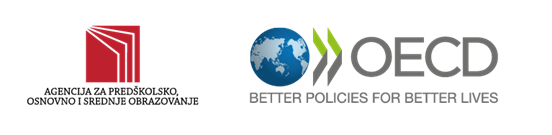 AGENCIJA ZA PREDŠKOLSKO,
OSNOVNO I SREDNJE OBRAZOVANJE
OECD
BETTER POLICIES FOR BETTER LIVES